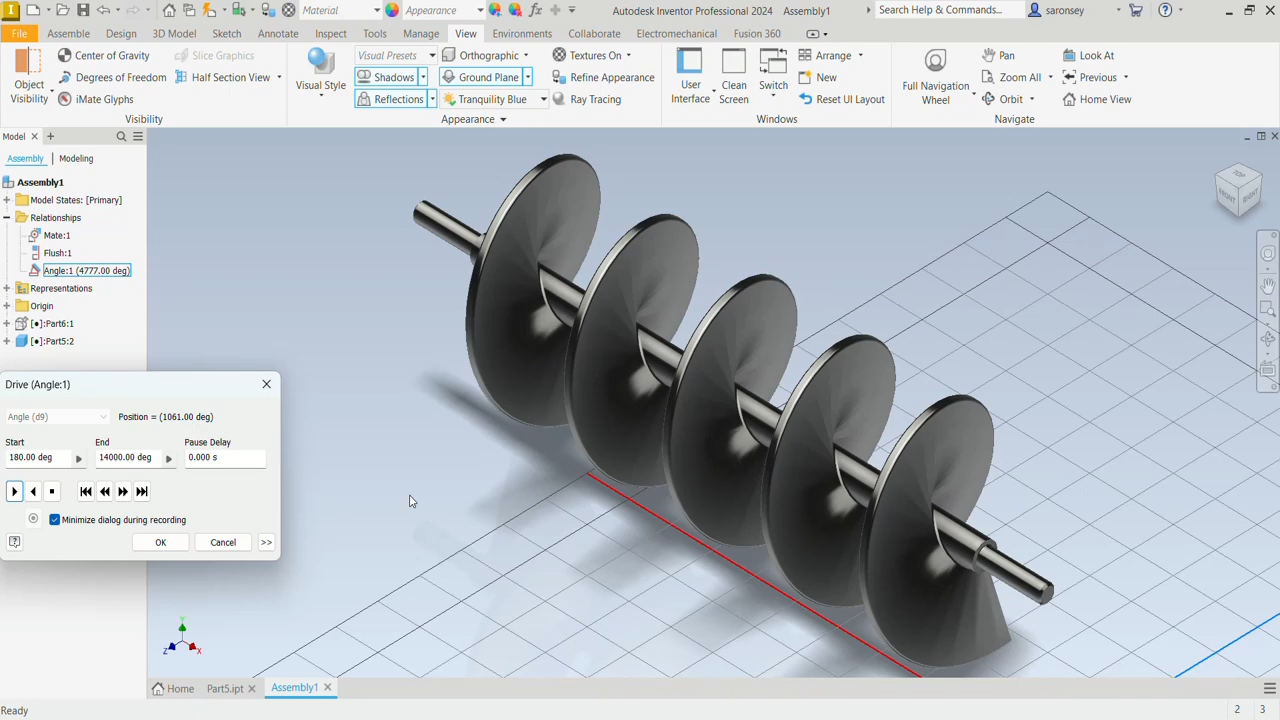 Material
Appearance
Autodesk Inventor Professional 2024 Assembly1
Search Help & Commands...
saronsey
File Assemble Design 3D Model Sketch Annotate Inspect Tools Manage View Environments Collaborate Electromechanical Fusion 360
Object Visibility
Center of Gravity
Degrees of Freedom
iMate Glyphs
Slice Graphics
Half Section View
Visibility
Visual Style
Visual Presets
Shadows
Reflections
Orthographic
Ground Plane
Tranquility Blue
Textures On
Refine Appearance
Ray Tracing
Appearance
User Interface
Clean Screen
Switch
Arrange
New
Reset UI Layout
Windows
Full Navigation Wheel
Pan
Zoom All
Orbit
Look At
Previous
Home View
Navigate
Model
Assembly Modeling
Assembly1
Model States: [Primary]
Relationships
Mate:1
Flush:1
Angle:1 (4777.00 deg)
Representations
Origin
[●]Part6:1
[●]Part5:2
Drive (Angle:1)
Angle (d9) Position = (1061.00 deg)
Start End Pause Delay
180.00 deg 14000.00 deg 0.000 s
Minimize dialog during recording
OK Cancel >>
TOP
FRONT
RIGHT
Y
Z
X
Home Part5.ipt Assembly1
Ready 2 3